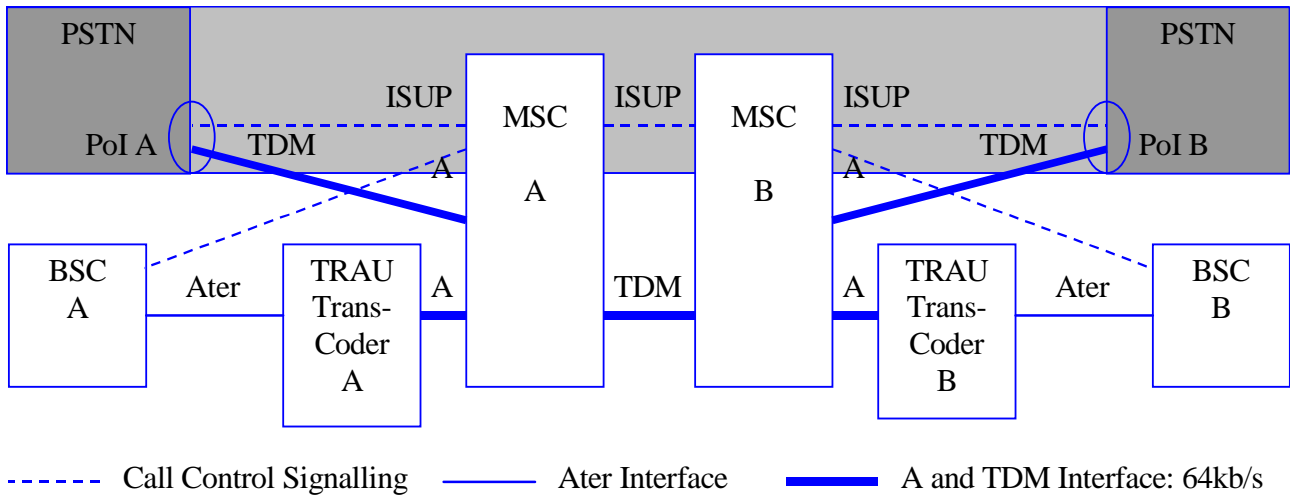 PSTN
PSTN
ISUP
ISUP
ISUP
MSC
A
MSC
B
PoI A
TDM
TDM
PoI B
A
A
BSC
A
Ater
TRAU
Trans-
Coder
A
A
TDM
A
TRAU
Trans-
Coder
B
Ater
BSC
B
Call Control Signalling
Ater Interface
A and TDM Interface: 64kb/s